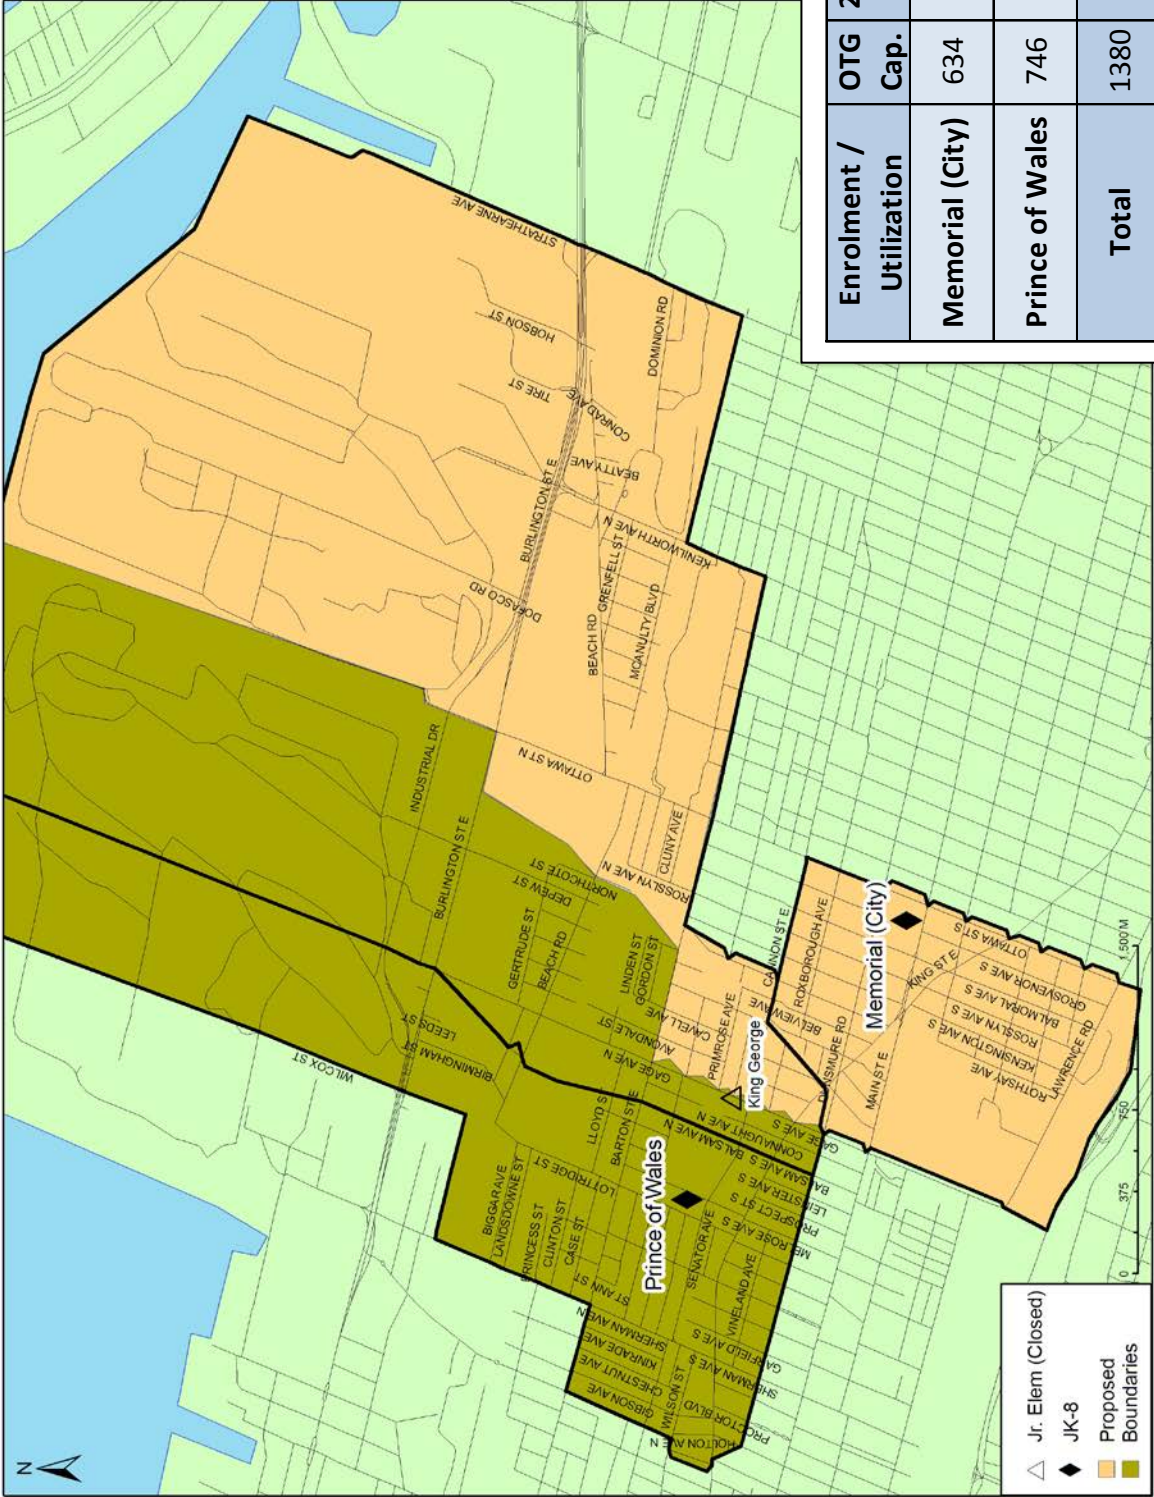 N
STRATHEARNE AVE
HOBSON ST
TIRE ST
CONRAD AVE
DOMINION RD
BEATTY AVE
BURLINGTON ST E
KENILWORTH AVE N
GRENFELL ST
BEACH RD
MCANULTY BLVD
DOFASCO RD
OTTAWA ST N
INDUSTRIAL DR
BURLINGTON ST E
CLUNY AVE
ROSSLYN AVE N
NORTHCOTE ST
DEPEW ST
GERTRUDE ST
BEACH RD
LINDEN ST
GORDON ST
CAVELL AVE
AVONDALE ST
GAGE AVE N
LEEDS ST
BIRMINGHAM ST
WILCOX ST
PRIMROSE AVE
CANNON ST E
BELVIEW AVE
ROXBOROUGH AVE
DUNSMURE RD
MAIN ST E
KING ST E
OTTAWA ST S
GROSVENOR AVE S
BALMORAL AVE S
ROSSLYN AVE S
KENSINGTON AVE S
ROTHSAY AVE
LAWRENCE RD
Memorial (City)
King George
Prince of Wales
LLOYD ST
BARTON ST E
LOTTRIDGE ST
BIGGAR AVE
LANDSDOWNE ST
PRINCESS ST
CLINTON ST
CASE ST
ST ANN ST
SHERMAN AVE N
KINRADE AVE
CHESTNUT AVE
GIBSON AVE
WILSON ST
PROCTOR BLVD
HOLTON AVE N
SHERMAN AVE S
GARFIELD AVE S
VINELAND AVE
SENATOR AVE
MELROSE AVE S
PROSPECT ST S
LEINSTER AVE S
BALSAM AVE S
BALSAM AVE N
CONNAUGHT AVE N
GAGE AVE S
0 375 750 1,500 M
Jr. Elem (Closed)
JK-8
Proposed
Boundaries
Enrolment / OTG 2
Utilization Cap.
Memorial (City) 634
Prince of Wales 746
Total 1380